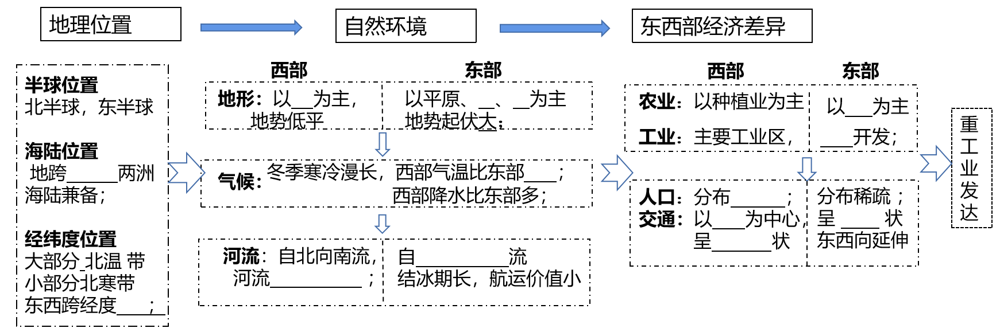 地理位置
自然环境
东西部经济差异
半球位置
北半球，东半球
海陆位置
地跨______两洲
海陆兼备；
经纬度位置
大部分_北温 带
小部分北寒带
东西跨经度____；
西部
东部
地形：以___为主，
地势低平
以平原、__、__为主
地势起伏大；
气候：冬季寒冷漫长，西部气温比东部____；
西部降水比东部多；
河流：自北向南流，
河流__________；
自__________流
结冰期长，航运价值小
西部
东部
农业：以种植业为主
以___为主
工业：主要工业区，
____开发；
人口：分布______；
交通：以____为中心，
呈_______状
分布稀疏；
呈 ____ 状
东西向延伸
重工业发达